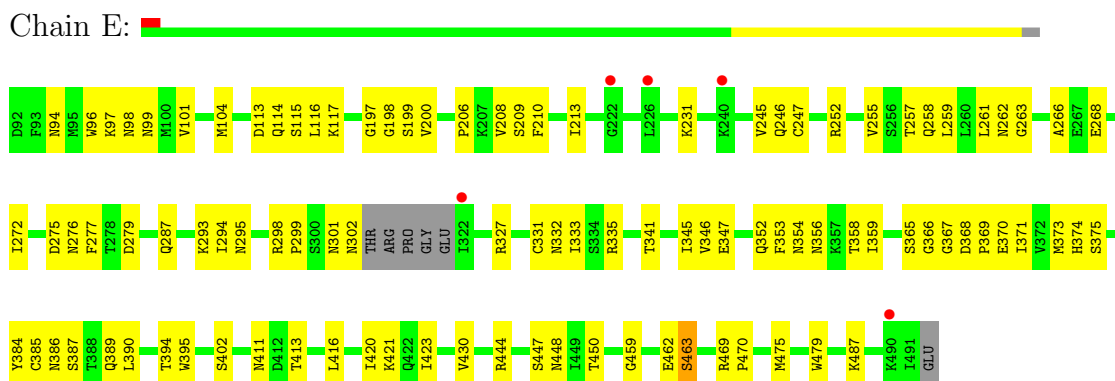 Chain E:
D92 F93 N94 M95 W96 K97 N98 N99 M100 V101 M104 D113 Q114 S115 L116 K117 G197 G198 S199 V200 P206 K207 V208 S209 F210 I213 G222 L226 K231 K240 V245 Q246 C247 R252 V255 S256 T257 Q258 L259 L260 L261 N262 G263 A266 E267 E268
I272 D275 N276 F277 T278 D279 Q287 K293 I294 N295 R298 P299 S300 N301 N302 THR ARG PRO GLY GLU I322 R327 C331 N332 I333 S334 R335 T341 I345 V346 E347 Q352 F353 N354 N356 K357 T358 I359 S365 G366 G367 D368 P369 E370 I371 V372 M373 H374 S375
Y384 C385 N386 S387 T388 Q389 L390 T394 W395 S402 N411 D412 T413 L416 I420 K421 Q422 I423 V430 R444 S447 N448 I449 T450 G459 E462 S463 R469 P470 M475 W479 K487 K490 I491 GLU